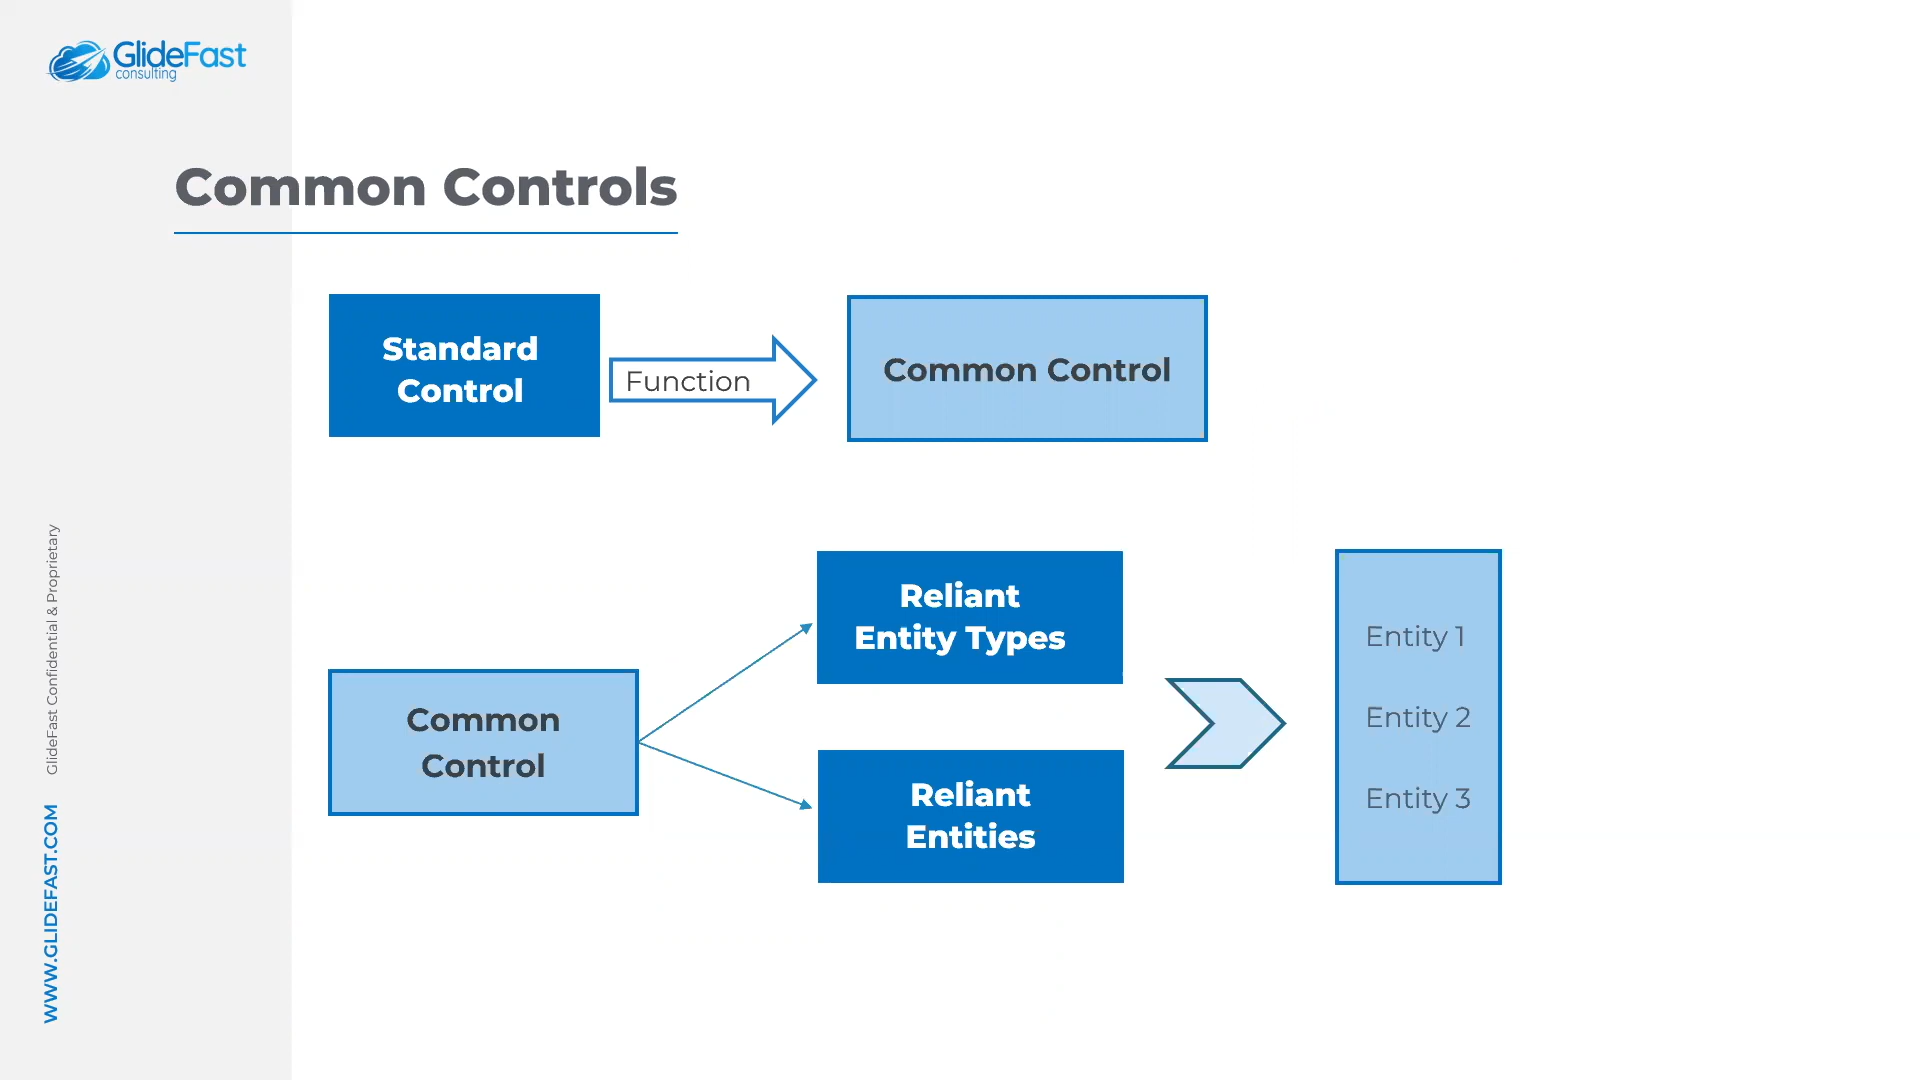 GlideFast
consulting
Common Controls
Standard
Control
Function
Common Control
Common
Control
Reliant
Entity Types
Reliant
Entities
Entity 1
Entity 2
Entity 3
WWW.GLIDEFAST.COM GlideFast Confidential & Proprietary